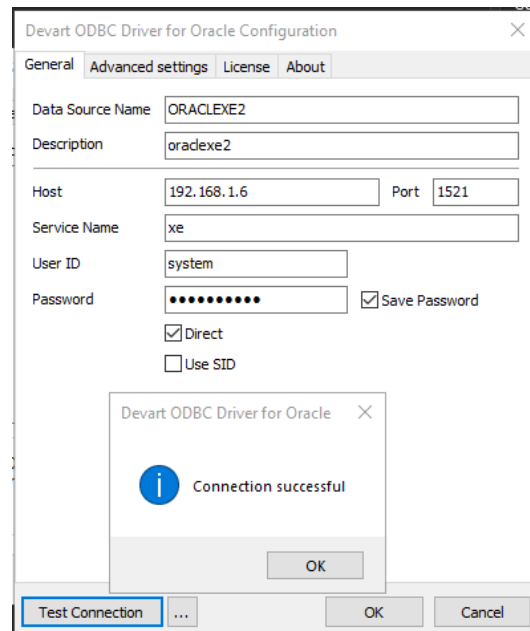 Devart ODBC Driver for Oracle Configuration
General Advanced settings License About
Data Source Name ORACLEXE2
Description oraclexe2
Host 192.168.1.6 Port 1521
Service Name xe
User ID system
Password ●●●●●●●●●● Save Password
Direct
Use SID
Devart ODBC Driver for Oracle
Connection successful
OK
Test Connection ... OK Cancel